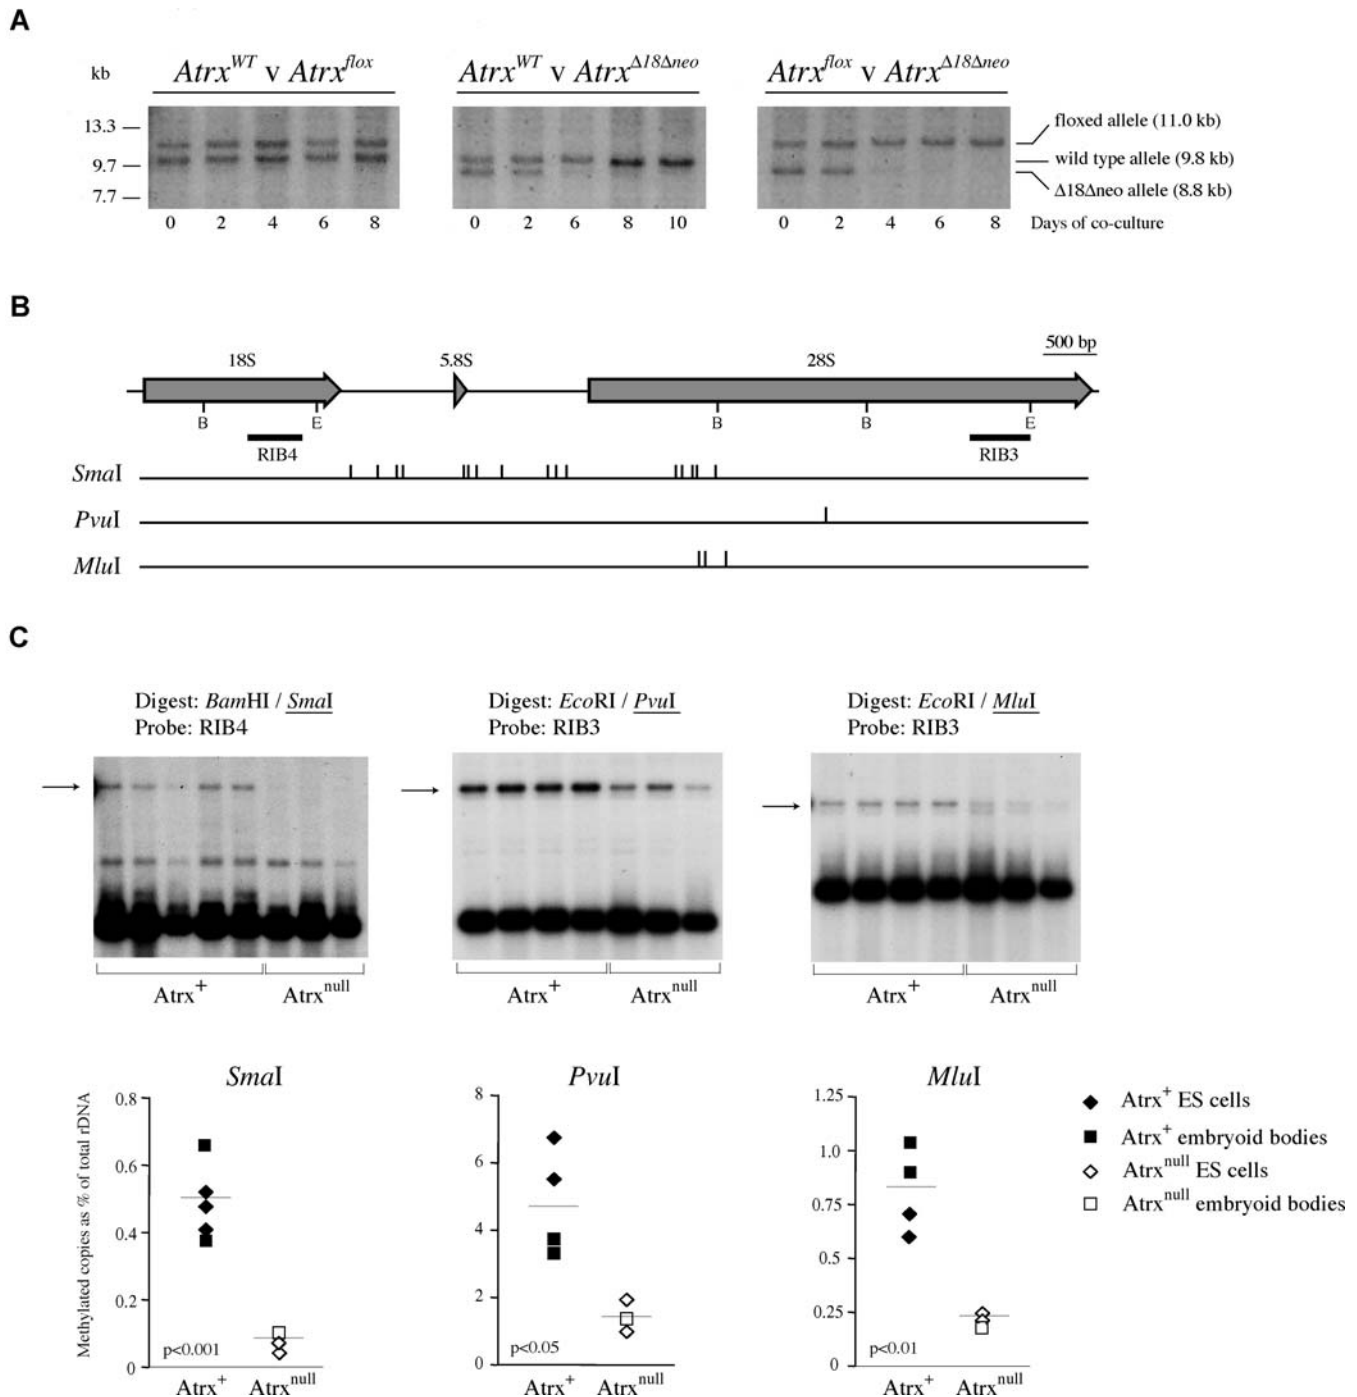 A
kb
Atrx^WT v Atrx^flox
Atrx^WT v Atrx^Δ18Δneo
Atrx^flox v Atrx^Δ18Δneo
13.3
9.7
7.7
floxed allele (11.0 kb)
wild type allele (9.8 kb)
Δ18Δneo allele (8.8 kb)
0 2 4 6 8
0 2 6 8 10
0 2 4 6 8
Days of co-culture
B
500 bp
18S
5.8S
28S
B E B B E
RIB4
RIB3
SmaI
PvuI
MluI
C
Digest: BamHI / SmaI
Probe: RIB4
Digest: EcoRI / PvuI
Probe: RIB3
Digest: EcoRI / MluI
Probe: RIB3
Atrx^+ Atrx^null
Atrx^+ Atrx^null
Atrx^+ Atrx^null
SmaI
Methylated copies as % of total rDNA
0.8
0.6
0.4
0.2
0
p<0.001
Atrx^+ Atrx^null
PvuI
8
6
4
2
0
p<0.05
Atrx^+ Atrx^null
MluI
1.25
1.0
0.75
0.5
0.25
0
p<0.01
Atrx^+ Atrx^null
Atrx^+ ES cells
Atrx^+ embryoid bodies
Atrx^null ES cells
Atrx^null embryoid bodies